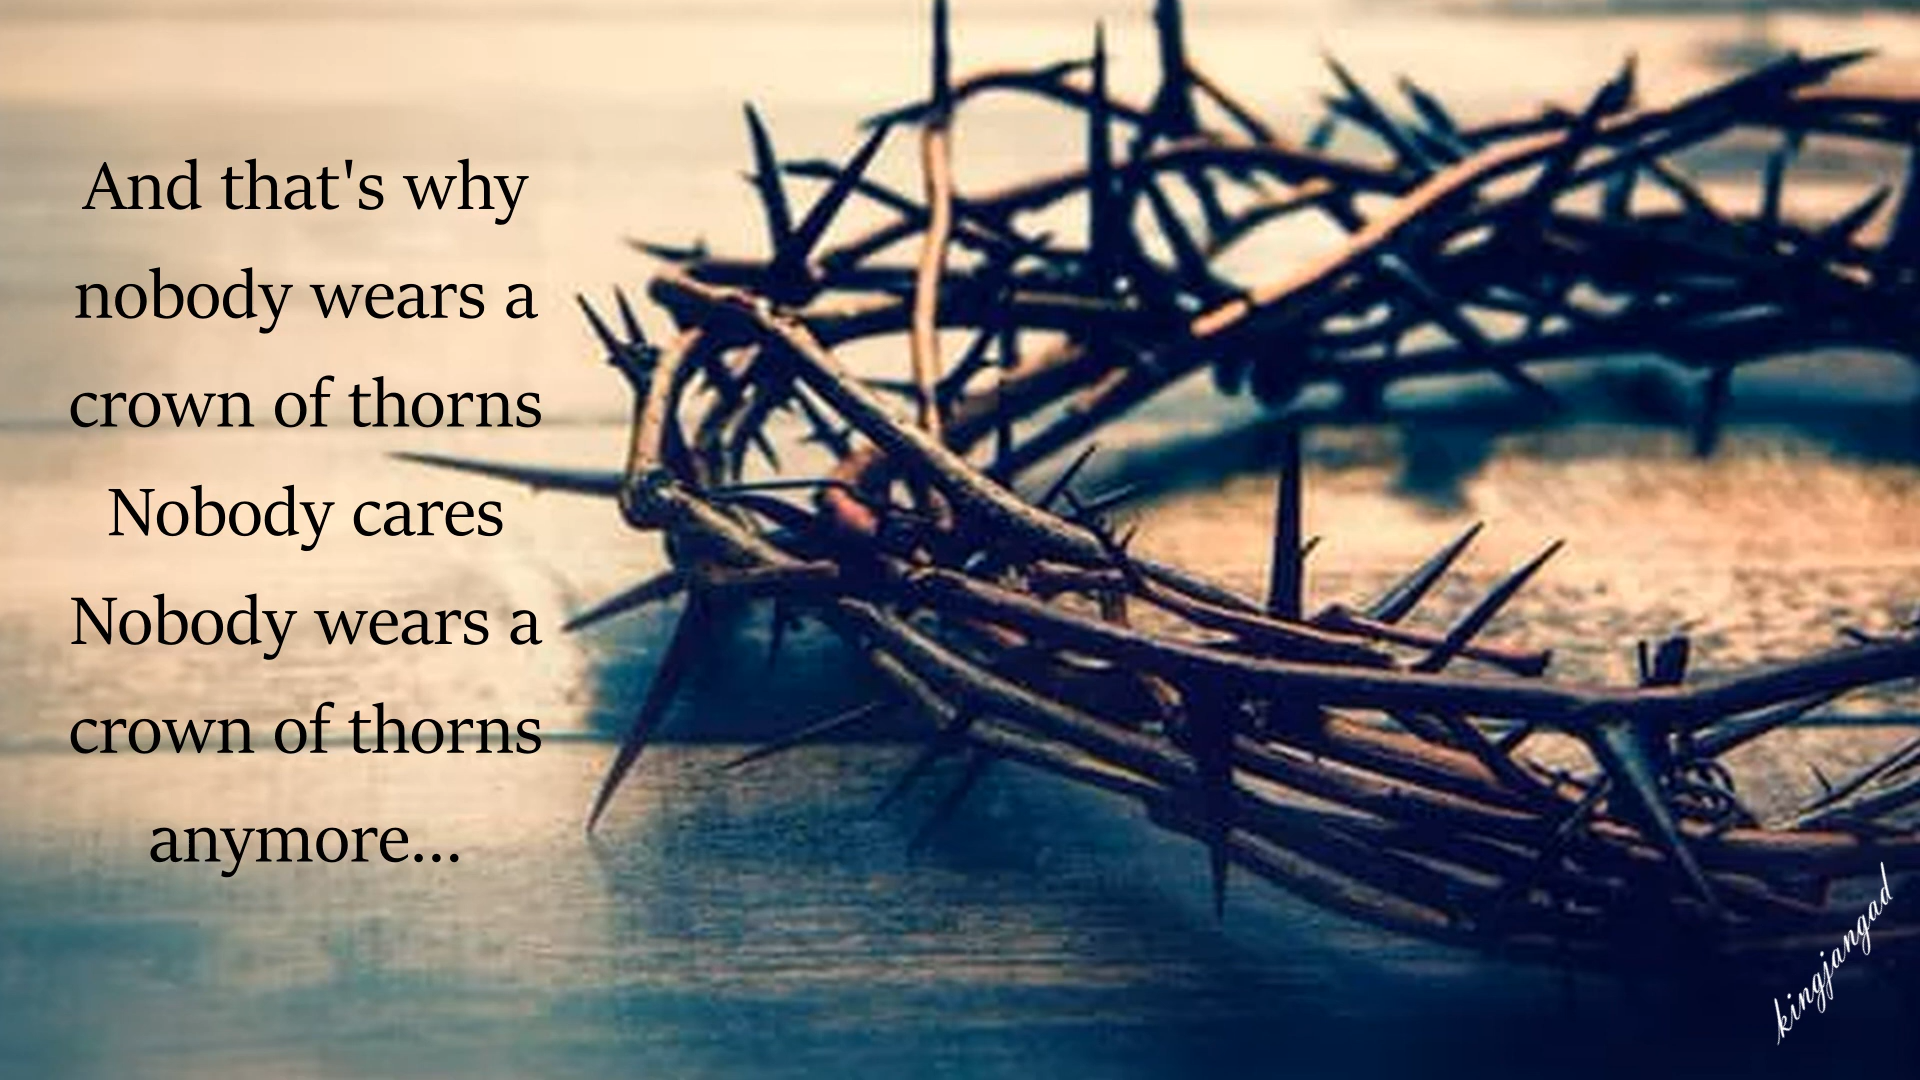 And that's why
nobody wears a
crown of thorns
Nobody cares
Nobody wears a
crown of thorns
anymore...
kingjangad